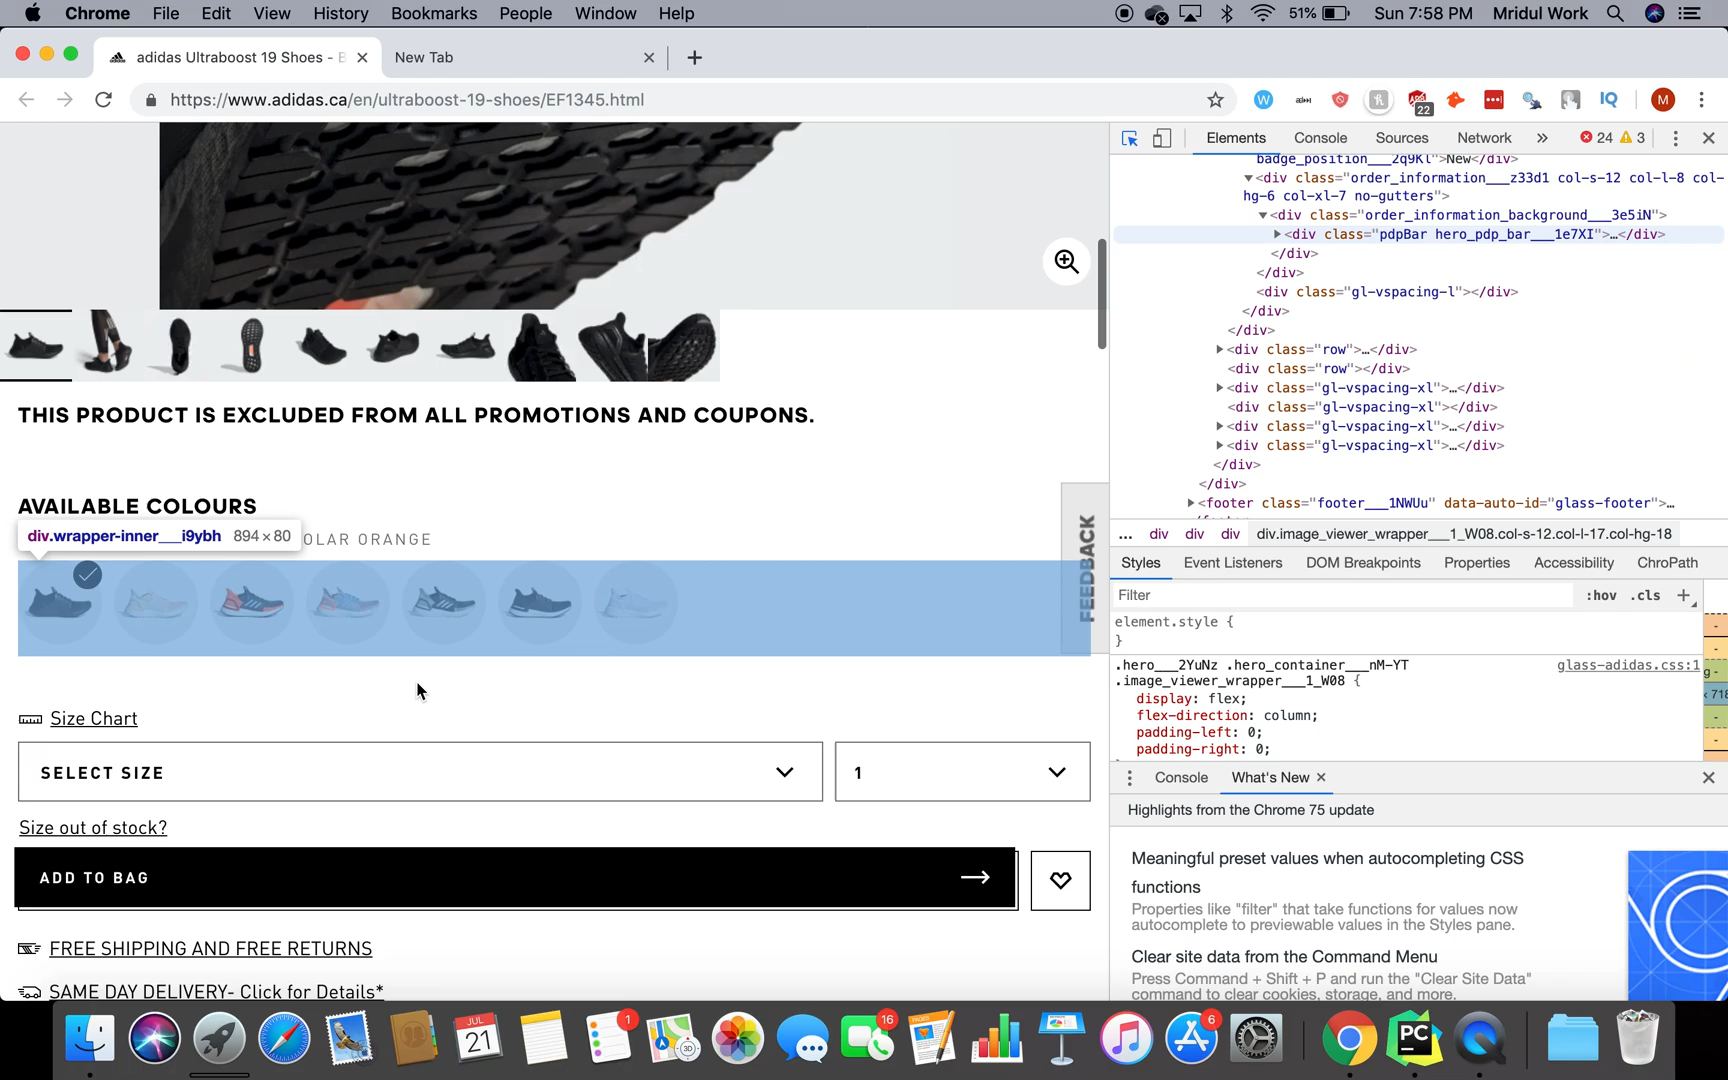 Chrome File Edit View History Bookmarks People Window Help 51% Sun 7:58 PM Mridul Work
adidas Ultraboost 19 Shoes - B New Tab
https://www.adidas.ca/en/ultraboost-19-shoes/EF1345.html W 22 IQ M
Elements Console Sources Network » 24 3
badge_position___2q9Kl">New</div>
▼<div class="order_information___z33d1 col-s-12 col-l-8 col-
hg-6 col-xl-7 no-gutters">
▼<div class="order_information_background___3e5iN">
▶<div class="pdpBar hero_pdp_bar___1e7XI">…</div>
</div>
</div>
<div class="gl-vspacing-l"></div>
</div>
</div>
▶<div class="row">…</div>
<div class="row"></div>
▶<div class="gl-vspacing-xl">…</div>
<div class="gl-vspacing-xl"></div>
▶<div class="gl-vspacing-xl">…</div>
▶<div class="gl-vspacing-xl">…</div>
</div>
</div>
▶<footer class="footer___1NWUu" data-auto-id="glass-footer">…
... div div div div.image_viewer_wrapper___1_W08.col-s-12.col-l-17.col-hg-18
Styles Event Listeners DOM Breakpoints Properties Accessibility ChroPath
Filter :hov .cls +
element.style {
}
.hero___2YuNz .hero_container___nM-YT glass-adidas.css:1
.image_viewer_wrapper___1_W08 {
display: flex;
flex-direction: column;
padding-left: 0;
padding-right: 0;
718
Console What's New
Highlights from the Chrome 75 update
Meaningful preset values when autocompleting CSS
functions
Properties like "filter" that take functions for values now
autocomplete to previewable values in the Styles pane.
Clear site data from the Command Menu
Press Command + Shift + P and run the "Clear Site Data"
command to clear cookies, storage, and more.
THIS PRODUCT IS EXCLUDED FROM ALL PROMOTIONS AND COUPONS.
AVAILABLE COLOURS
div.wrapper-inner___i9ybh 894 × 80 OLAR ORANGE
FEEDBACK
Size Chart
SELECT SIZE 1
Size out of stock?
ADD TO BAG
FREE SHIPPING AND FREE RETURNS
SAME DAY DELIVERY- Click for Details*
JUL
21
1
3D
16
6
PC